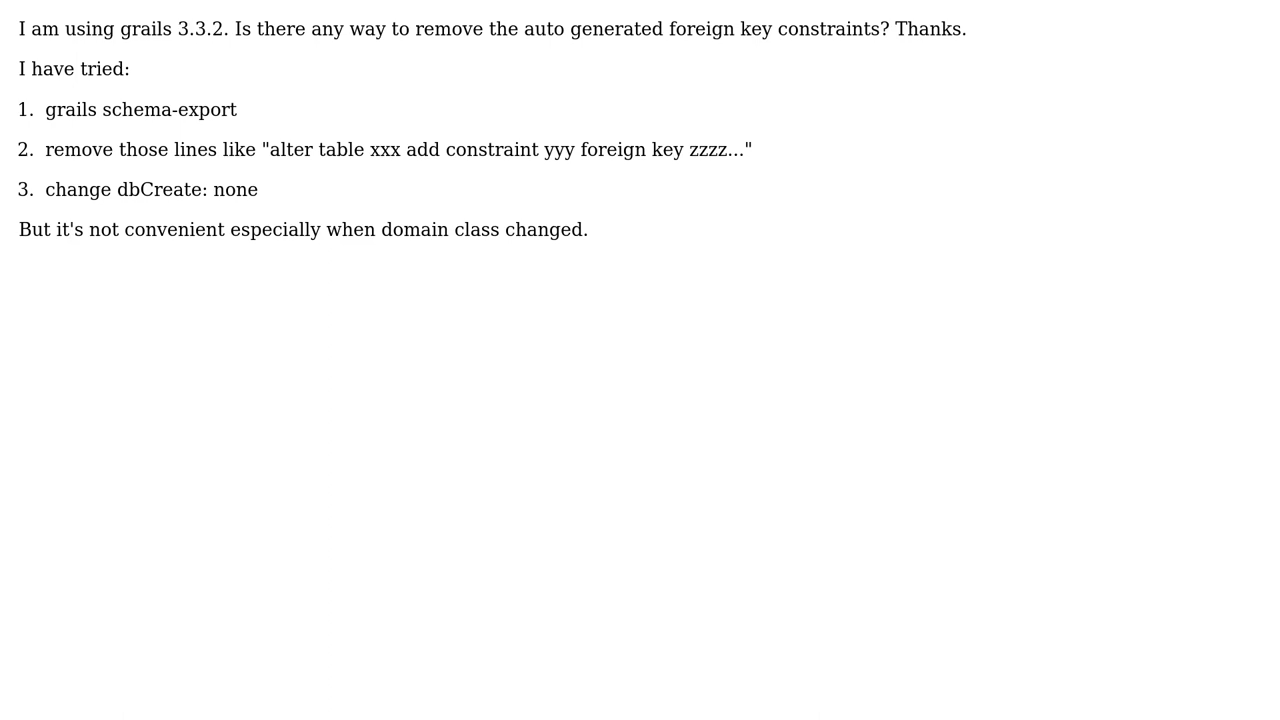 I am using grails 3.3.2. Is there any way to remove the auto generated foreign key constraints? Thanks.
I have tried:
1. grails schema-export
2. remove those lines like "alter table xxx add constraint yyy foreign key zzzz..."
3. change dbCreate: none
But it's not convenient especially when domain class changed.